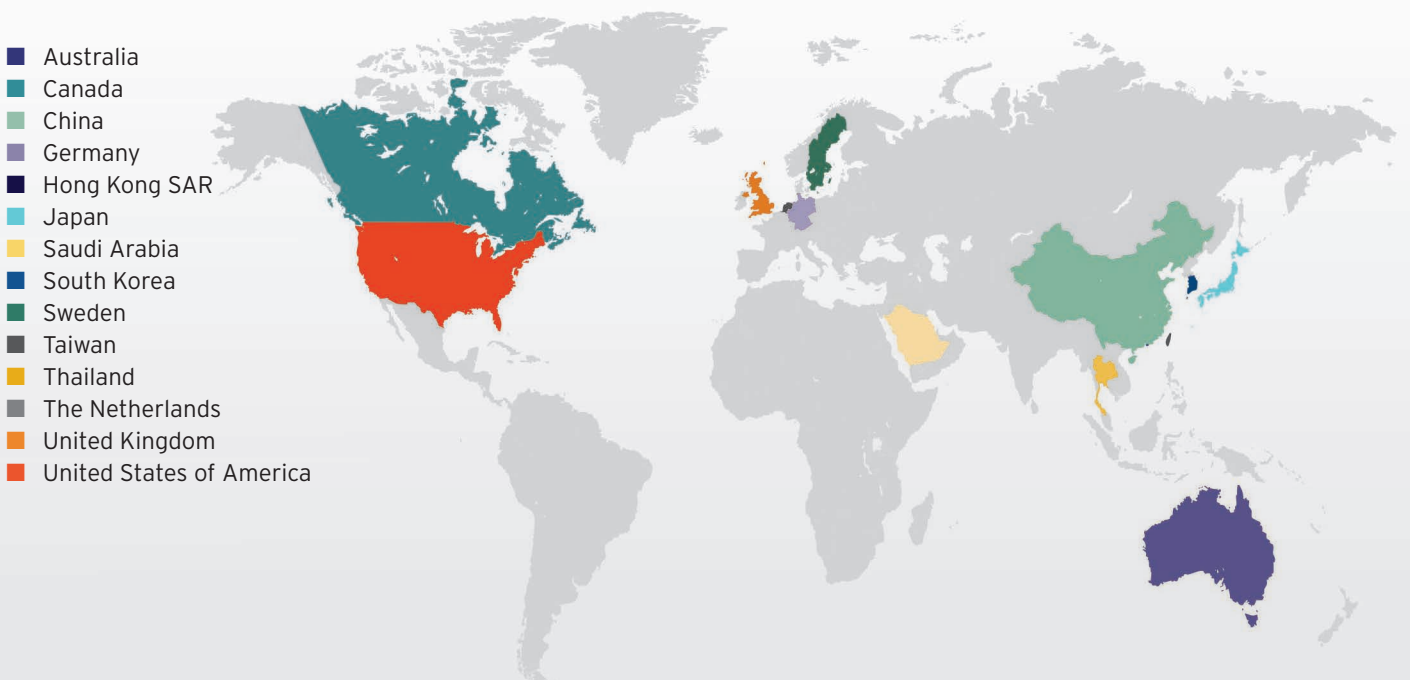 Australia
Canada
China
Germany
Hong Kong SAR
Japan
Saudi Arabia
South Korea
Sweden
Taiwan
Thailand
The Netherlands
United Kingdom
United States of America